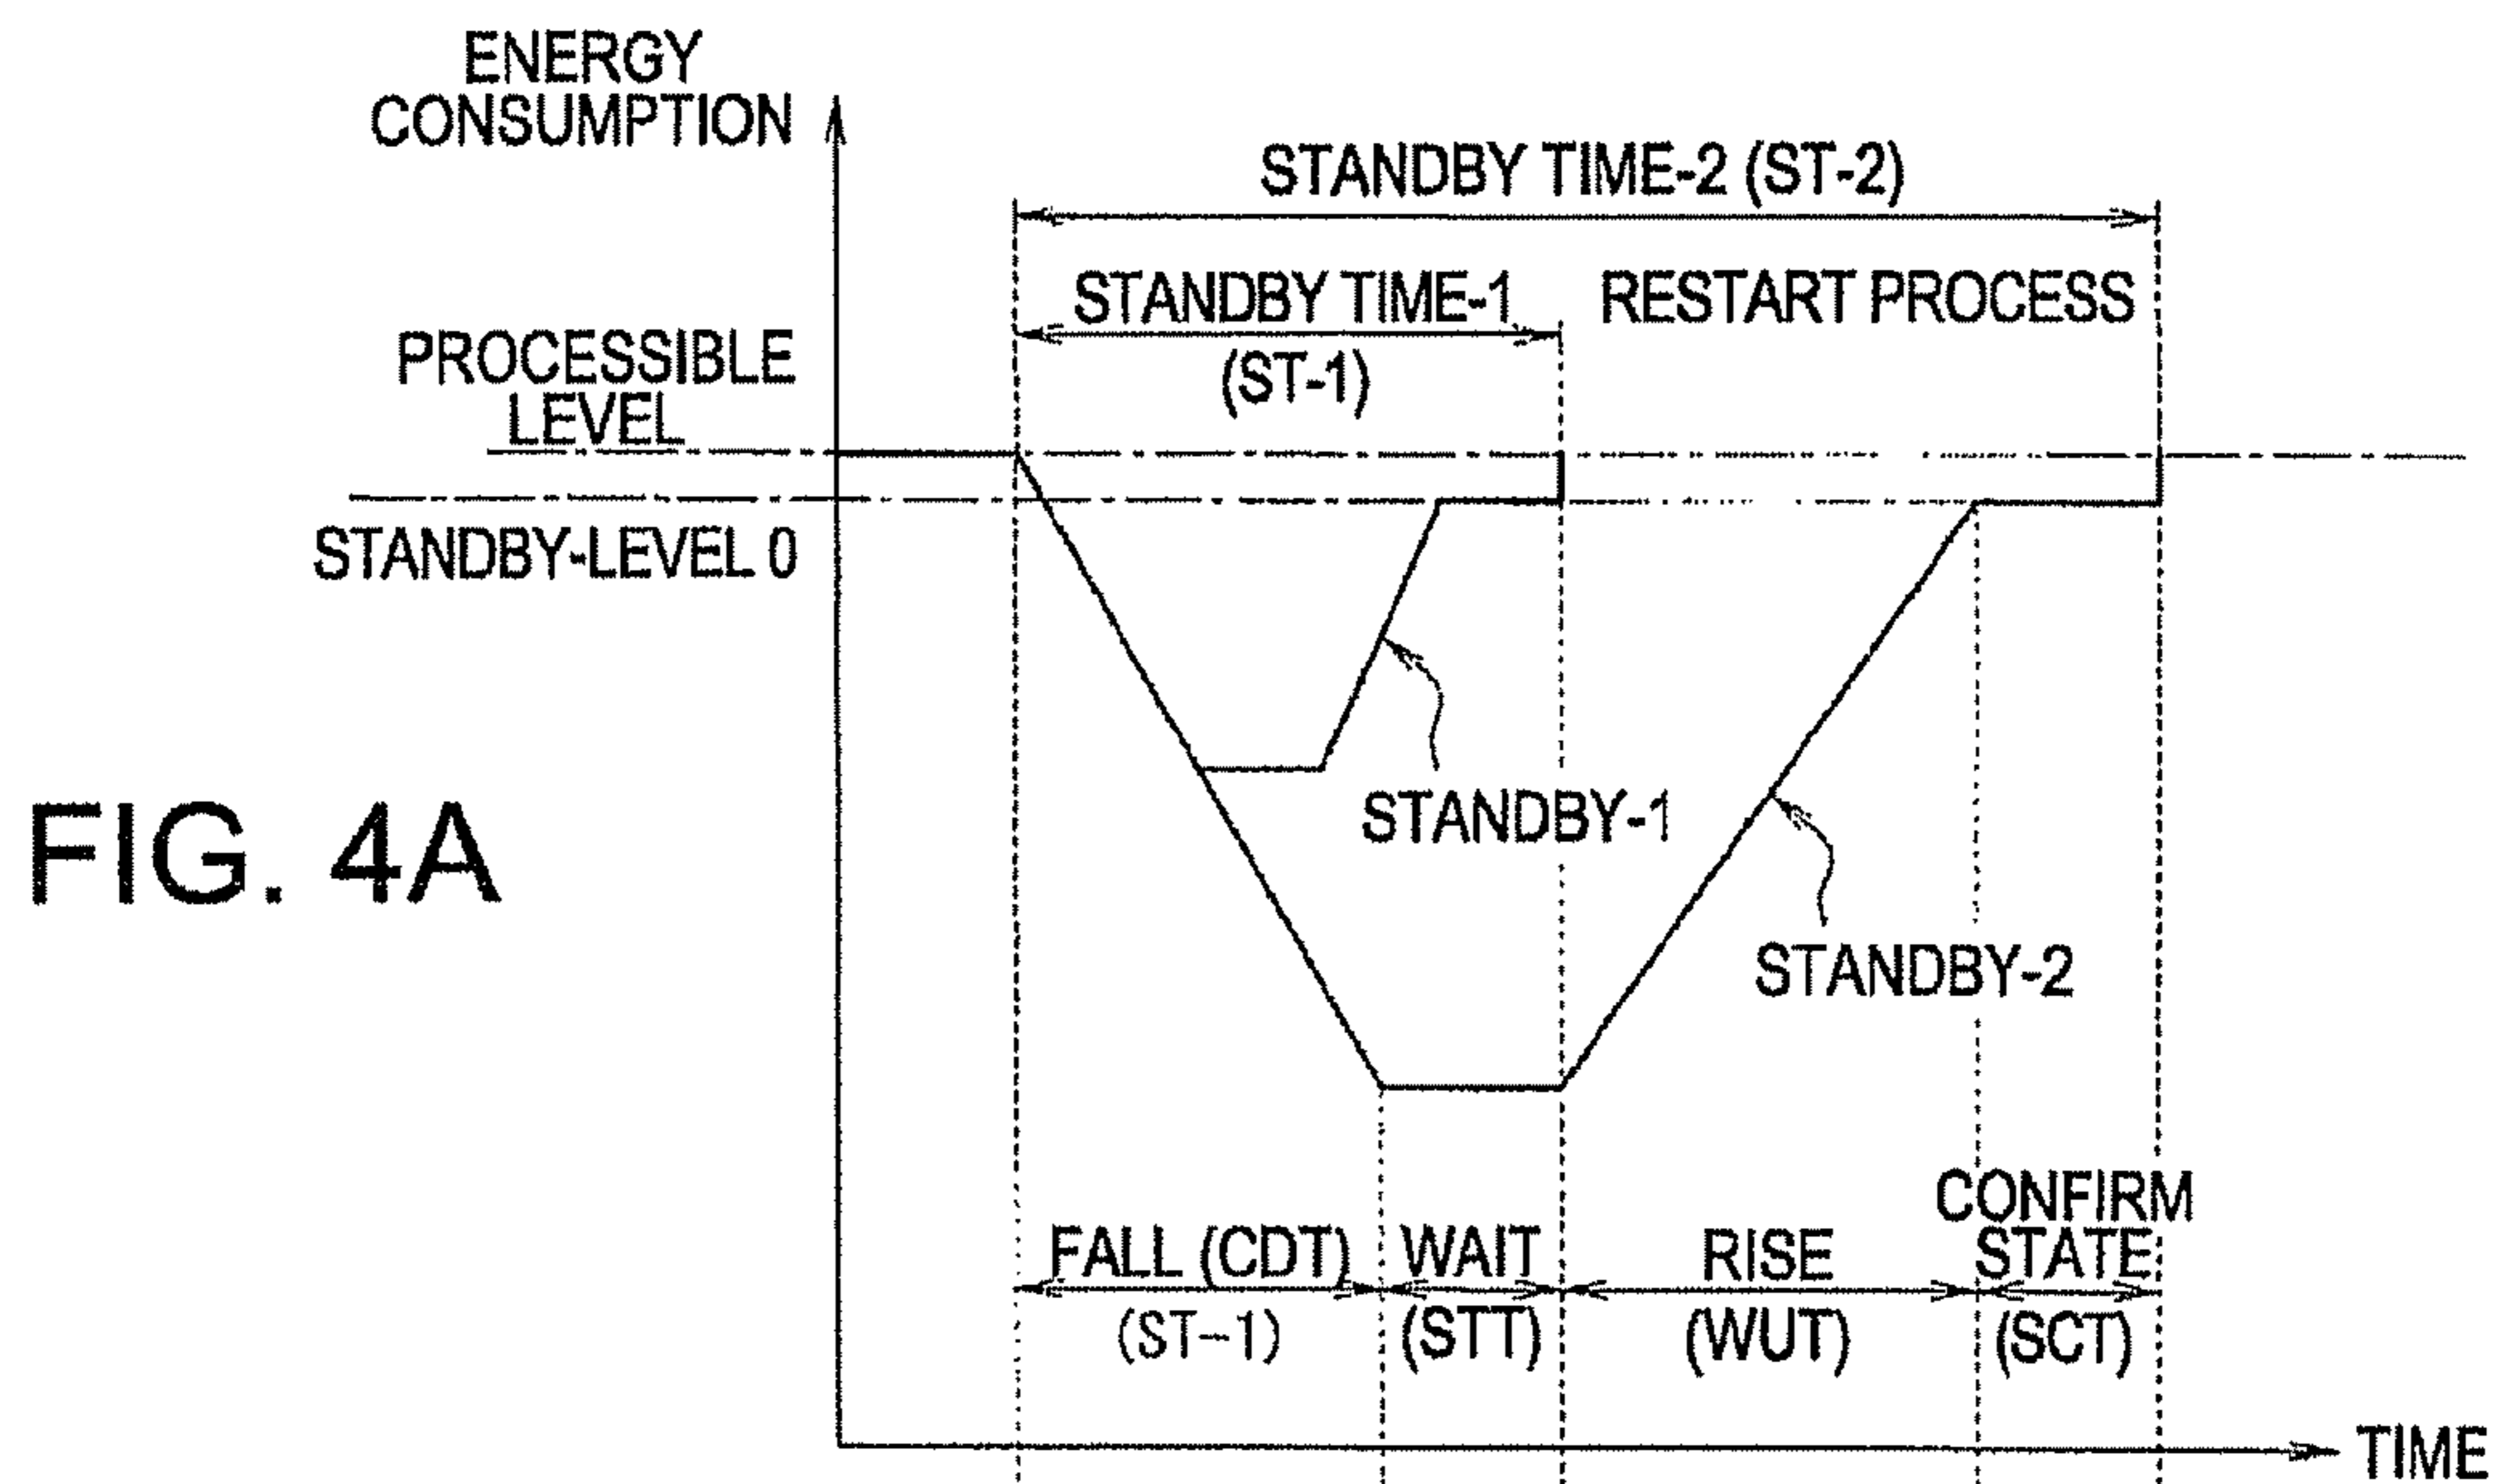 ENERGY
CONSUMPTION
STANDBY TIME-2 (ST-2)
STANDBY TIME-1
(ST-1)
RESTART PROCESS
PROCESSIBLE
LEVEL
STANDBY-LEVEL 0
STANDBY-1
STANDBY-2
FIG. 4A
FALL (CDT)
(ST-1)
WAIT
(STT)
RISE
(WUT)
CONFIRM
STATE
(SCT)
TIME